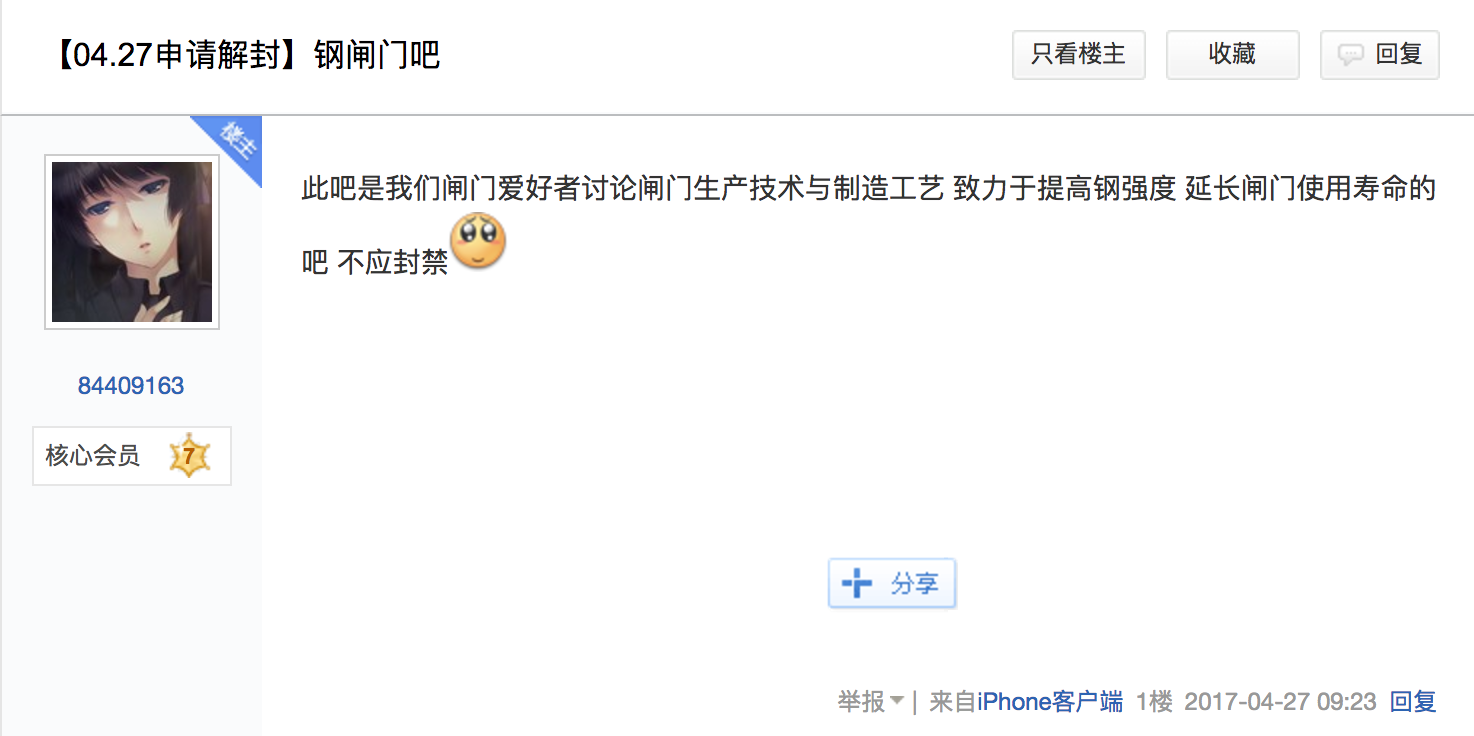 【04.27申请解封】钢闸门吧
只看楼主
收藏
回复
楼主
此吧是我们闸门爱好者讨论闸门生产技术与制造工艺 致力于提高钢强度 延长闸门使用寿命的
吧 不应封禁
84409163
核心会员 7
分享
举报 | 来自iPhone客户端 1楼 2017-04-27 09:23 回复